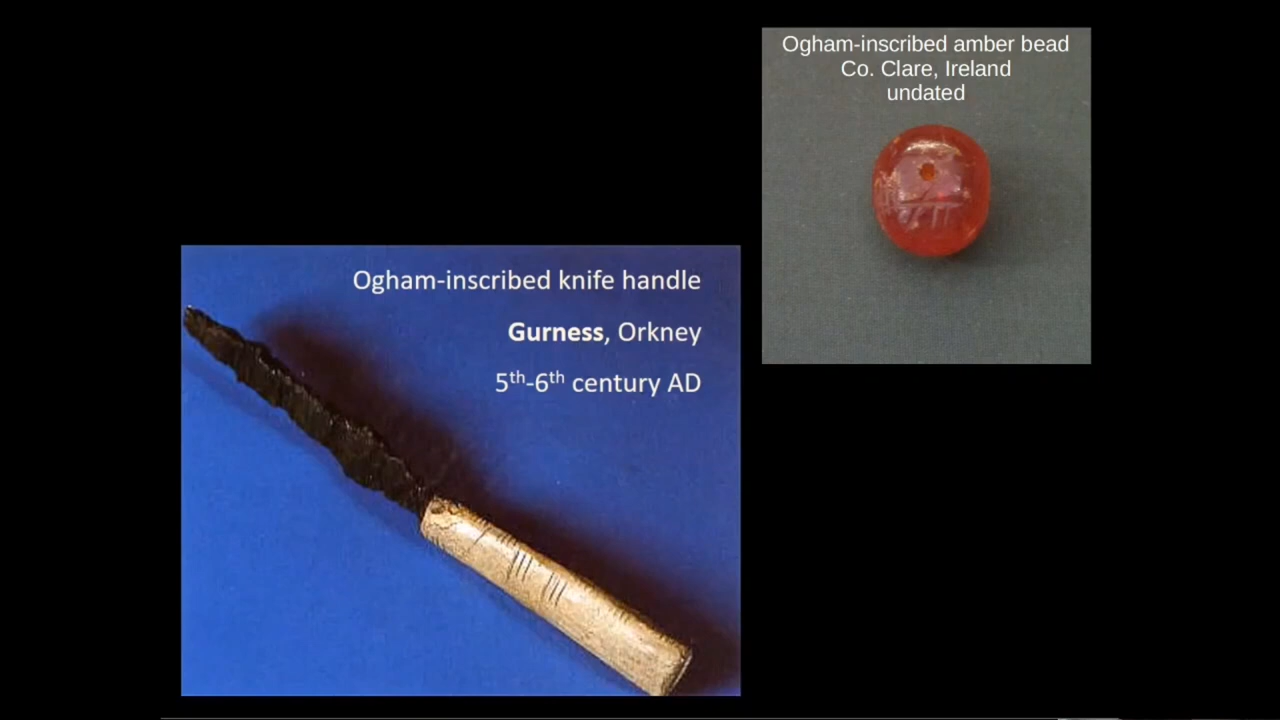 Ogham-inscribed amber bead
Co. Clare, Ireland
undated
Ogham-inscribed knife handle
Gurness, Orkney
5th-6th century AD